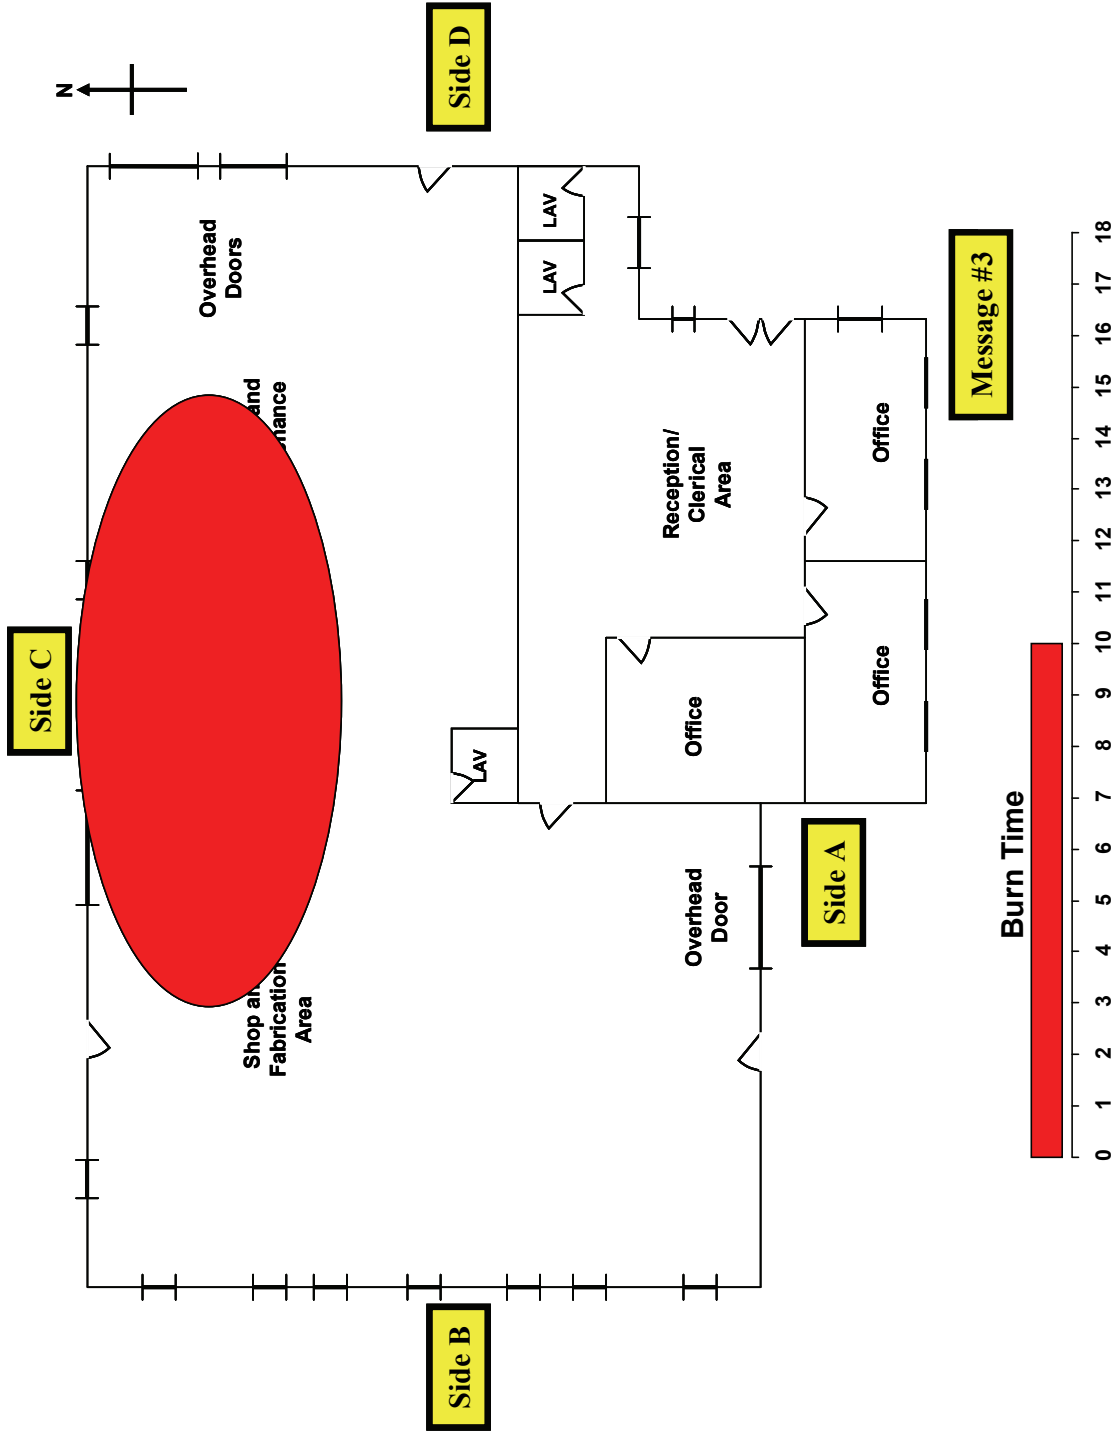 Side C
N
Shop
Fabrication
Area
and
Overhead
Doors
Side B
Side D
LAV
LAV
LAV
Overhead
Door
Office
Reception/
Clerical
Area
Side A
Office
Office
Message #3
Burn Time
0 1 2 3 4 5 6 7 8 9 10 11 12 13 14 15 16 17 18